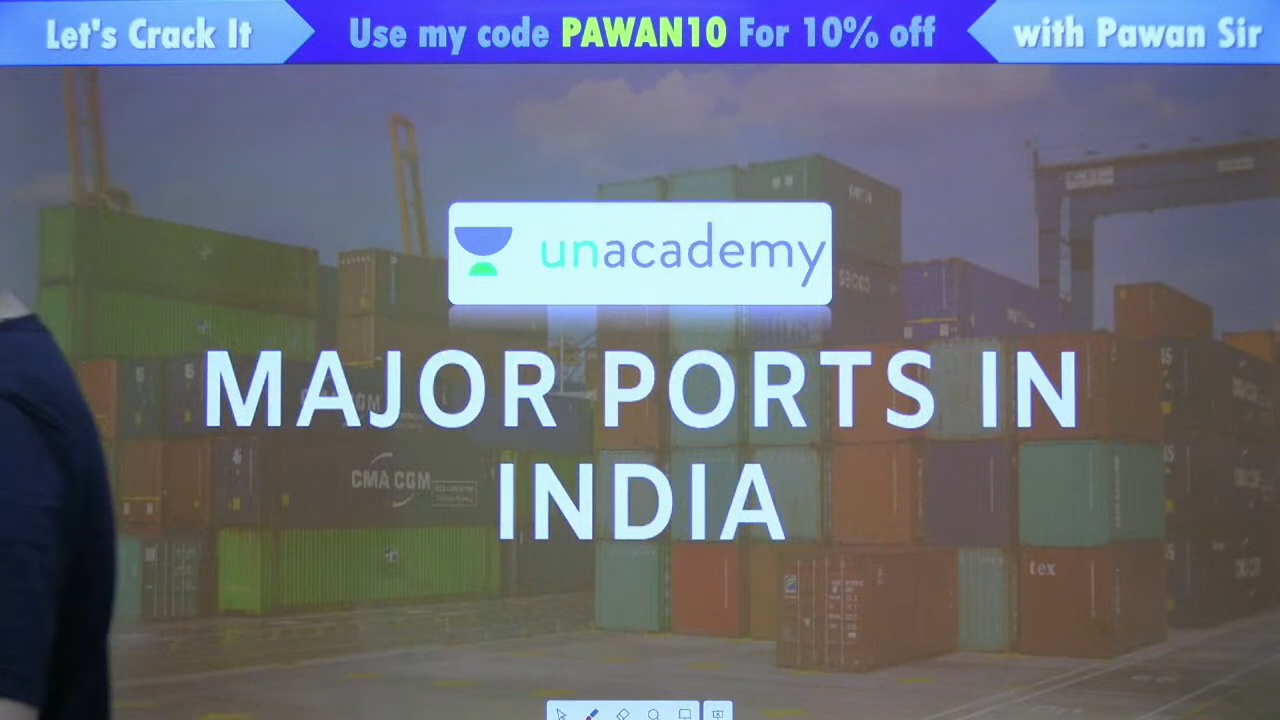 Let's Crack It
Use my code PAWAN10 For 10% off
with Pawan Sir
unacademy
MAJOR PORTS IN
INDIA
CMA CGM
tex